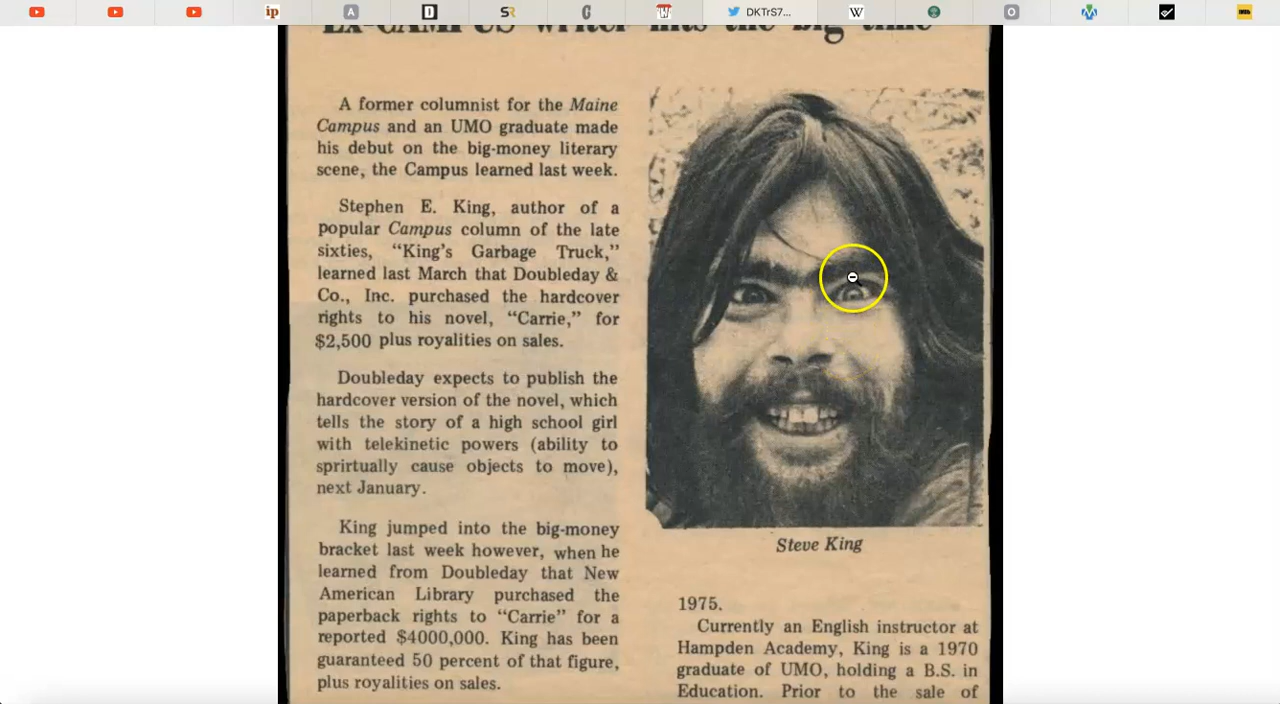 DKTrS7...
Ex-CAMPUS writer hits the big time
A former columnist for the Maine
Campus and an UMO graduate made
his debut on the big-money literary
scene, the Campus learned last week.
Stephen E. King, author of a
popular Campus column of the late
sixties, “King's Garbage Truck,”
learned last March that Doubleday &
Co., Inc. purchased the hardcover
rights to his novel, “Carrie,” for
$2,500 plus royalities on sales.
Doubleday expects to publish the
hardcover version of the novel, which
tells the story of a high school girl
with telekinetic powers (ability to
sprirtually cause objects to move),
next January.
King jumped into the big-money
bracket last week however, when he
learned from Doubleday that New
American Library purchased the
paperback rights to “Carrie” for a
reported $4000,000. King has been
guaranteed 50 percent of that figure,
plus royalities on sales.
Steve King
1975.
Currently an English instructor at
Hampden Academy, King is a 1970
graduate of UMO, holding a B.S. in
Education. Prior to the sale of